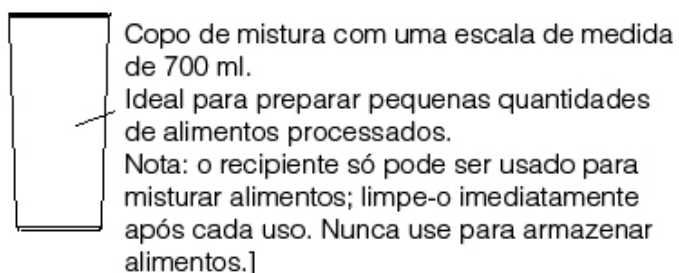 Copo de mistura com uma escala de medida
de 700 ml.
Ideal para preparar pequenas quantidades
de alimentos processados.
Nota: o recipiente só pode ser usado para
misturar alimentos; limpe-o imediatamente
após cada uso. Nunca use para armazenar
alimentos.]